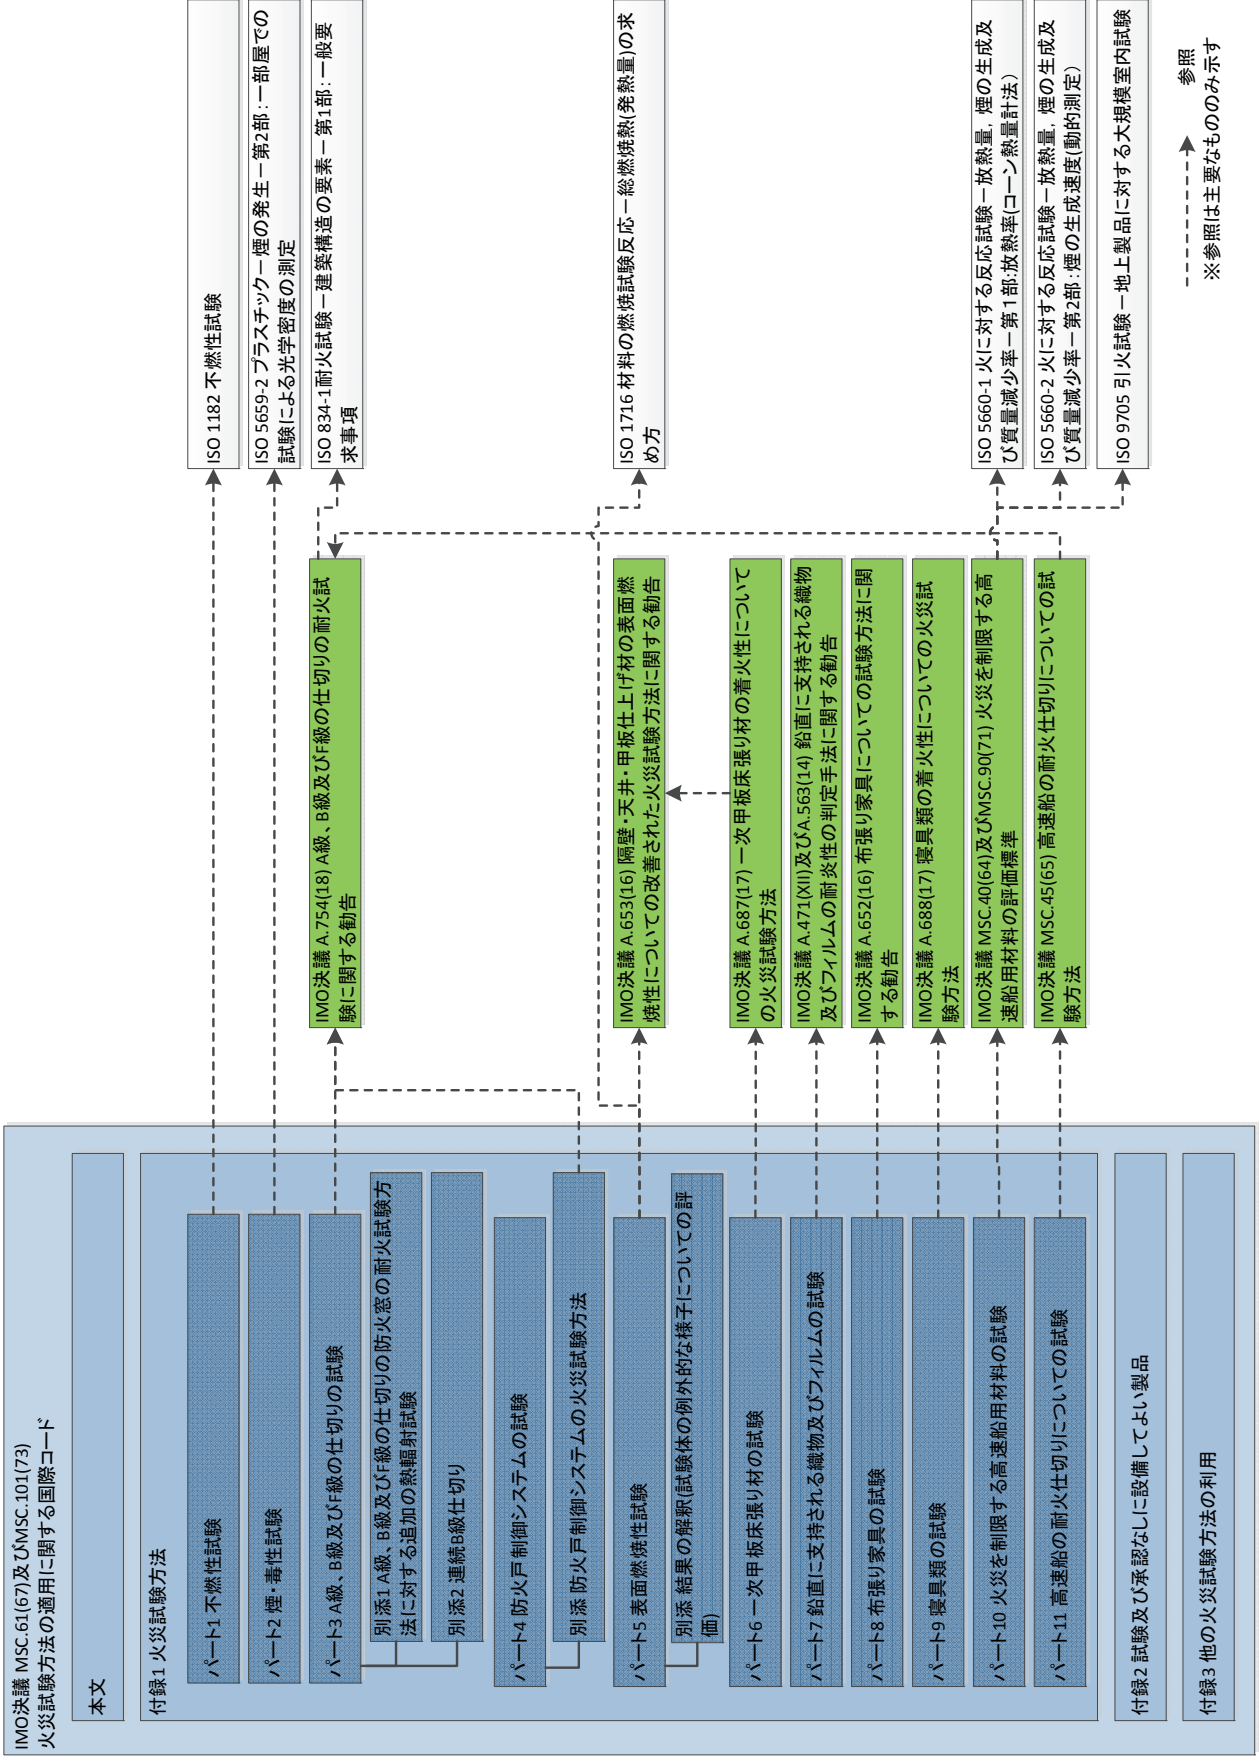 IMO決議 MSC.61(67)及びMSC.101(73)
火災試験方法の適用に関する国際コード
本文
付録1 火災試験方法
パート1 不燃性試験
パート2 煙・毒性試験
パート3 A級、B級及びF級の仕切りの試験
別添1 A級、B級及びF級の仕切りの防火窓の耐火試験方
法に対する追加の熱輻射試験
別添2 連続B級仕切り
パート4 防火戸制御システムの試験
別添 防火戸制御システムの火災試験方法
パート5 表面燃焼性試験
別添 結果の解釈(試験体の例外的な様子についての評
価)
パート6 一次甲板床張り材の試験
パート7 鉛直に支持される織物及びフィルムの試験
パート8 布張り家具の試験
パート9 寝具類の試験
パート10 火災を制限する高速船用材料の試験
パート11 高速船の耐火仕切りについての試験
付録2 試験及び承認なしに設備してよい製品
付録3 他の火災試験方法の利用
IMO決議 A.754(18) A級、B級及びF級の仕切りの耐火試
験に関する勧告
IMO決議 A.653(16) 隔壁・天井・甲板仕上げ材の表面燃
焼性についての改善された火災試験方法に関する勧告
IMO決議 A.687(17) 一次甲板床張り材の着火性について
の火災試験方法
IMO決議 A.471(XII)及びA.563(14) 鉛直に支持される織物
及びフィルムの耐炎性の判定手法に関する勧告
IMO決議 A.652(16) 布張り家具についての試験方法に関
する勧告
IMO決議 A.688(17) 寝具類の着火性についての火災試
験方法
IMO決議 MSC.40(64)及びMSC.90(71) 火災を制限する高
速船用材料の評価標準
IMO決議 MSC.45(65) 高速船の耐火仕切りについての試
験方法
ISO 1182 不燃性試験
ISO 5659-2 プラスチック－煙の発生－第2部：一部屋での
試験による光学密度の測定
ISO 834-1耐火試験－建築構造の要素－第1部：一般要
求事項
ISO 1716 材料の燃焼試験反応－総燃焼熱(発熱量)の求
め方
ISO 5660-1 火に対する反応試験－放熱量，煙の生成及
び質量減少率－第１部:放熱率(コーン熱量計法）
ISO 5660-2 火に対する反応試験－放熱量，煙の生成及
び質量減少率－第2部：煙の生成速度(動的測定）
ISO 9705 引火試験－地上製品に対する大規模室内試験
参照
※参照は主要なもののみ示す